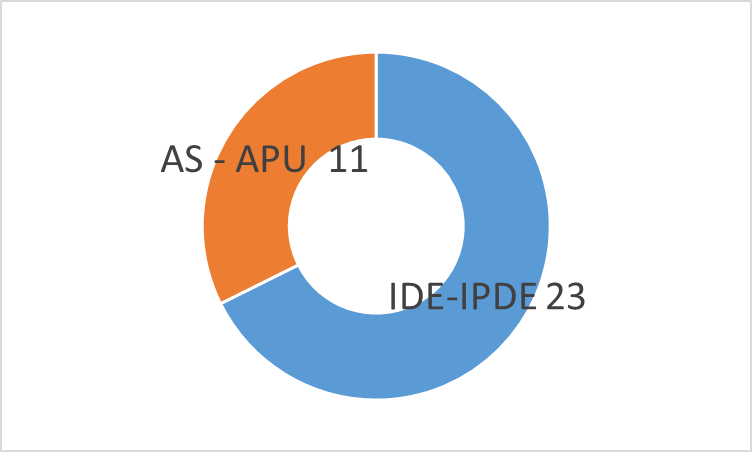 AS - APU  11
IDE-IPDE 23